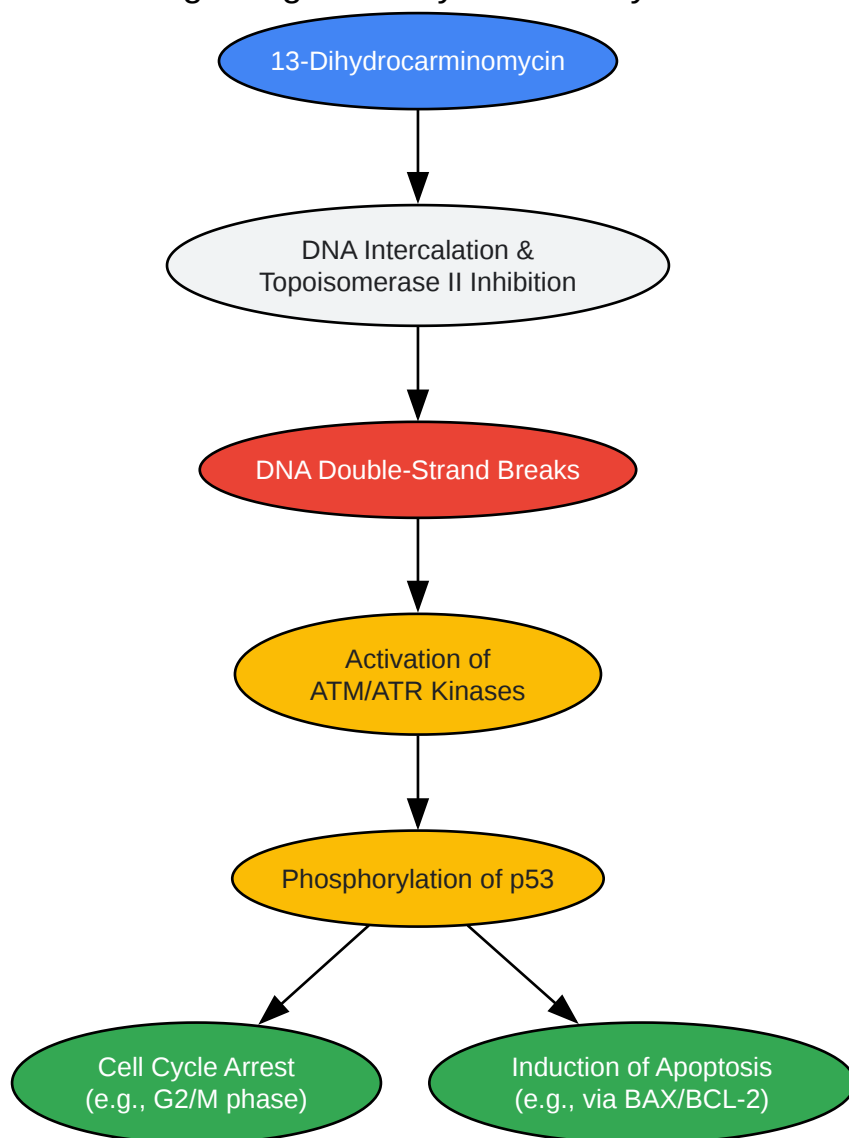 13-Dihydrocarminomycin
DNA Intercalation &
Topoisomerase II Inhibition
DNA Double-Strand Breaks
Activation of
ATM/ATR Kinases
Phosphorylation of p53
Cell Cycle Arrest
(e.g., G2/M phase)
Induction of Apoptosis
(e.g., via BAX/BCL-2)